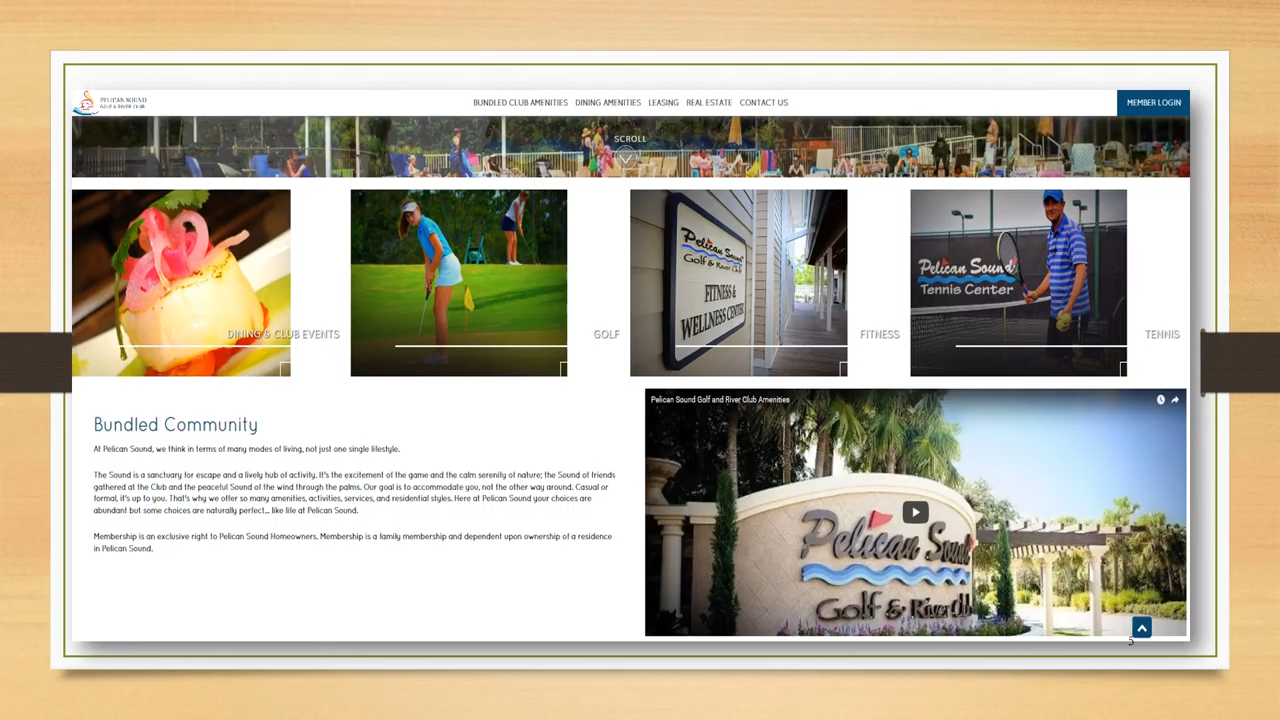 PELICAN SOUND
GOLF & RIVER CLUB
BUNDLED CLUB AMENITIES DINING AMENITIES LEASING REAL ESTATE CONTACT US
MEMBER LOGIN
SCROLL
DINING & CLUB EVENTS
GOLF
Pelican Sound
Golf & River Club
FITNESS &
WELLNESS CENTER
FITNESS
Pelican Sound
Tennis Center
TENNIS
Bundled Community
At Pelican Sound, we think in terms of many modes of living, not just one single lifestyle.
The Sound is a sanctuary for escape and a lively hub of activity. It's the excitement of the game and the calm serenity of nature; the Sound of friends
gathered at the Club and the peaceful Sound of the wind through the palms. Our goal is to accommodate you, not the other way around. Casual or
formal, it's up to you. That's why we offer so many amenities, activities, services, and residential styles. Here at Pelican Sound your choices are
abundant but some choices are naturally perfect... like life at Pelican Sound.
Membership is an exclusive right to Pelican Sound Homeowners. Membership is a family membership and dependent upon ownership of a residence
in Pelican Sound.
Pelican Sound Golf and River Club Amenities
Pelican Sound
Golf & River Club
5